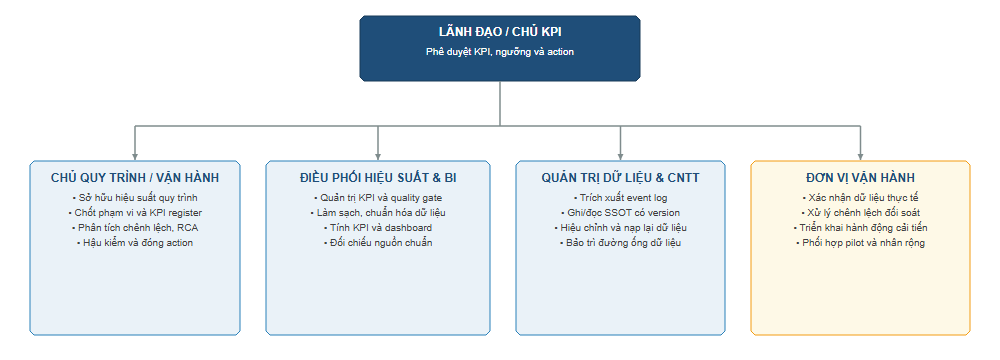 LÃNH ĐẠO / CHỦ KPI
Phê duyệt KPI, ngưỡng và action
CHỦ QUY TRÌNH / VẬN HÀNH
• Sở hữu hiệu suất quy trình
• Chốt phạm vi và KPI register
• Phân tích chênh lệch, RCA
• Hậu kiểm và đóng action
ĐIỀU PHỐI HIỆU SUẤT & BI
• Quản trị KPI và quality gate
• Làm sạch, chuẩn hóa dữ liệu
• Tính KPI và dashboard
• Đối chiếu nguồn chuẩn
QUẢN TRỊ DỮ LIỆU & CNTT
• Trích xuất event log
• Ghi/đọc SSOT có version
• Hiệu chỉnh và nạp lại dữ liệu
• Bảo trì đường ống dữ liệu
ĐƠN VỊ VẬN HÀNH
• Xác nhận dữ liệu thực tế
• Xử lý chênh lệch đối soát
• Triển khai hành động cải tiến
• Phối hợp pilot và nhân rộng